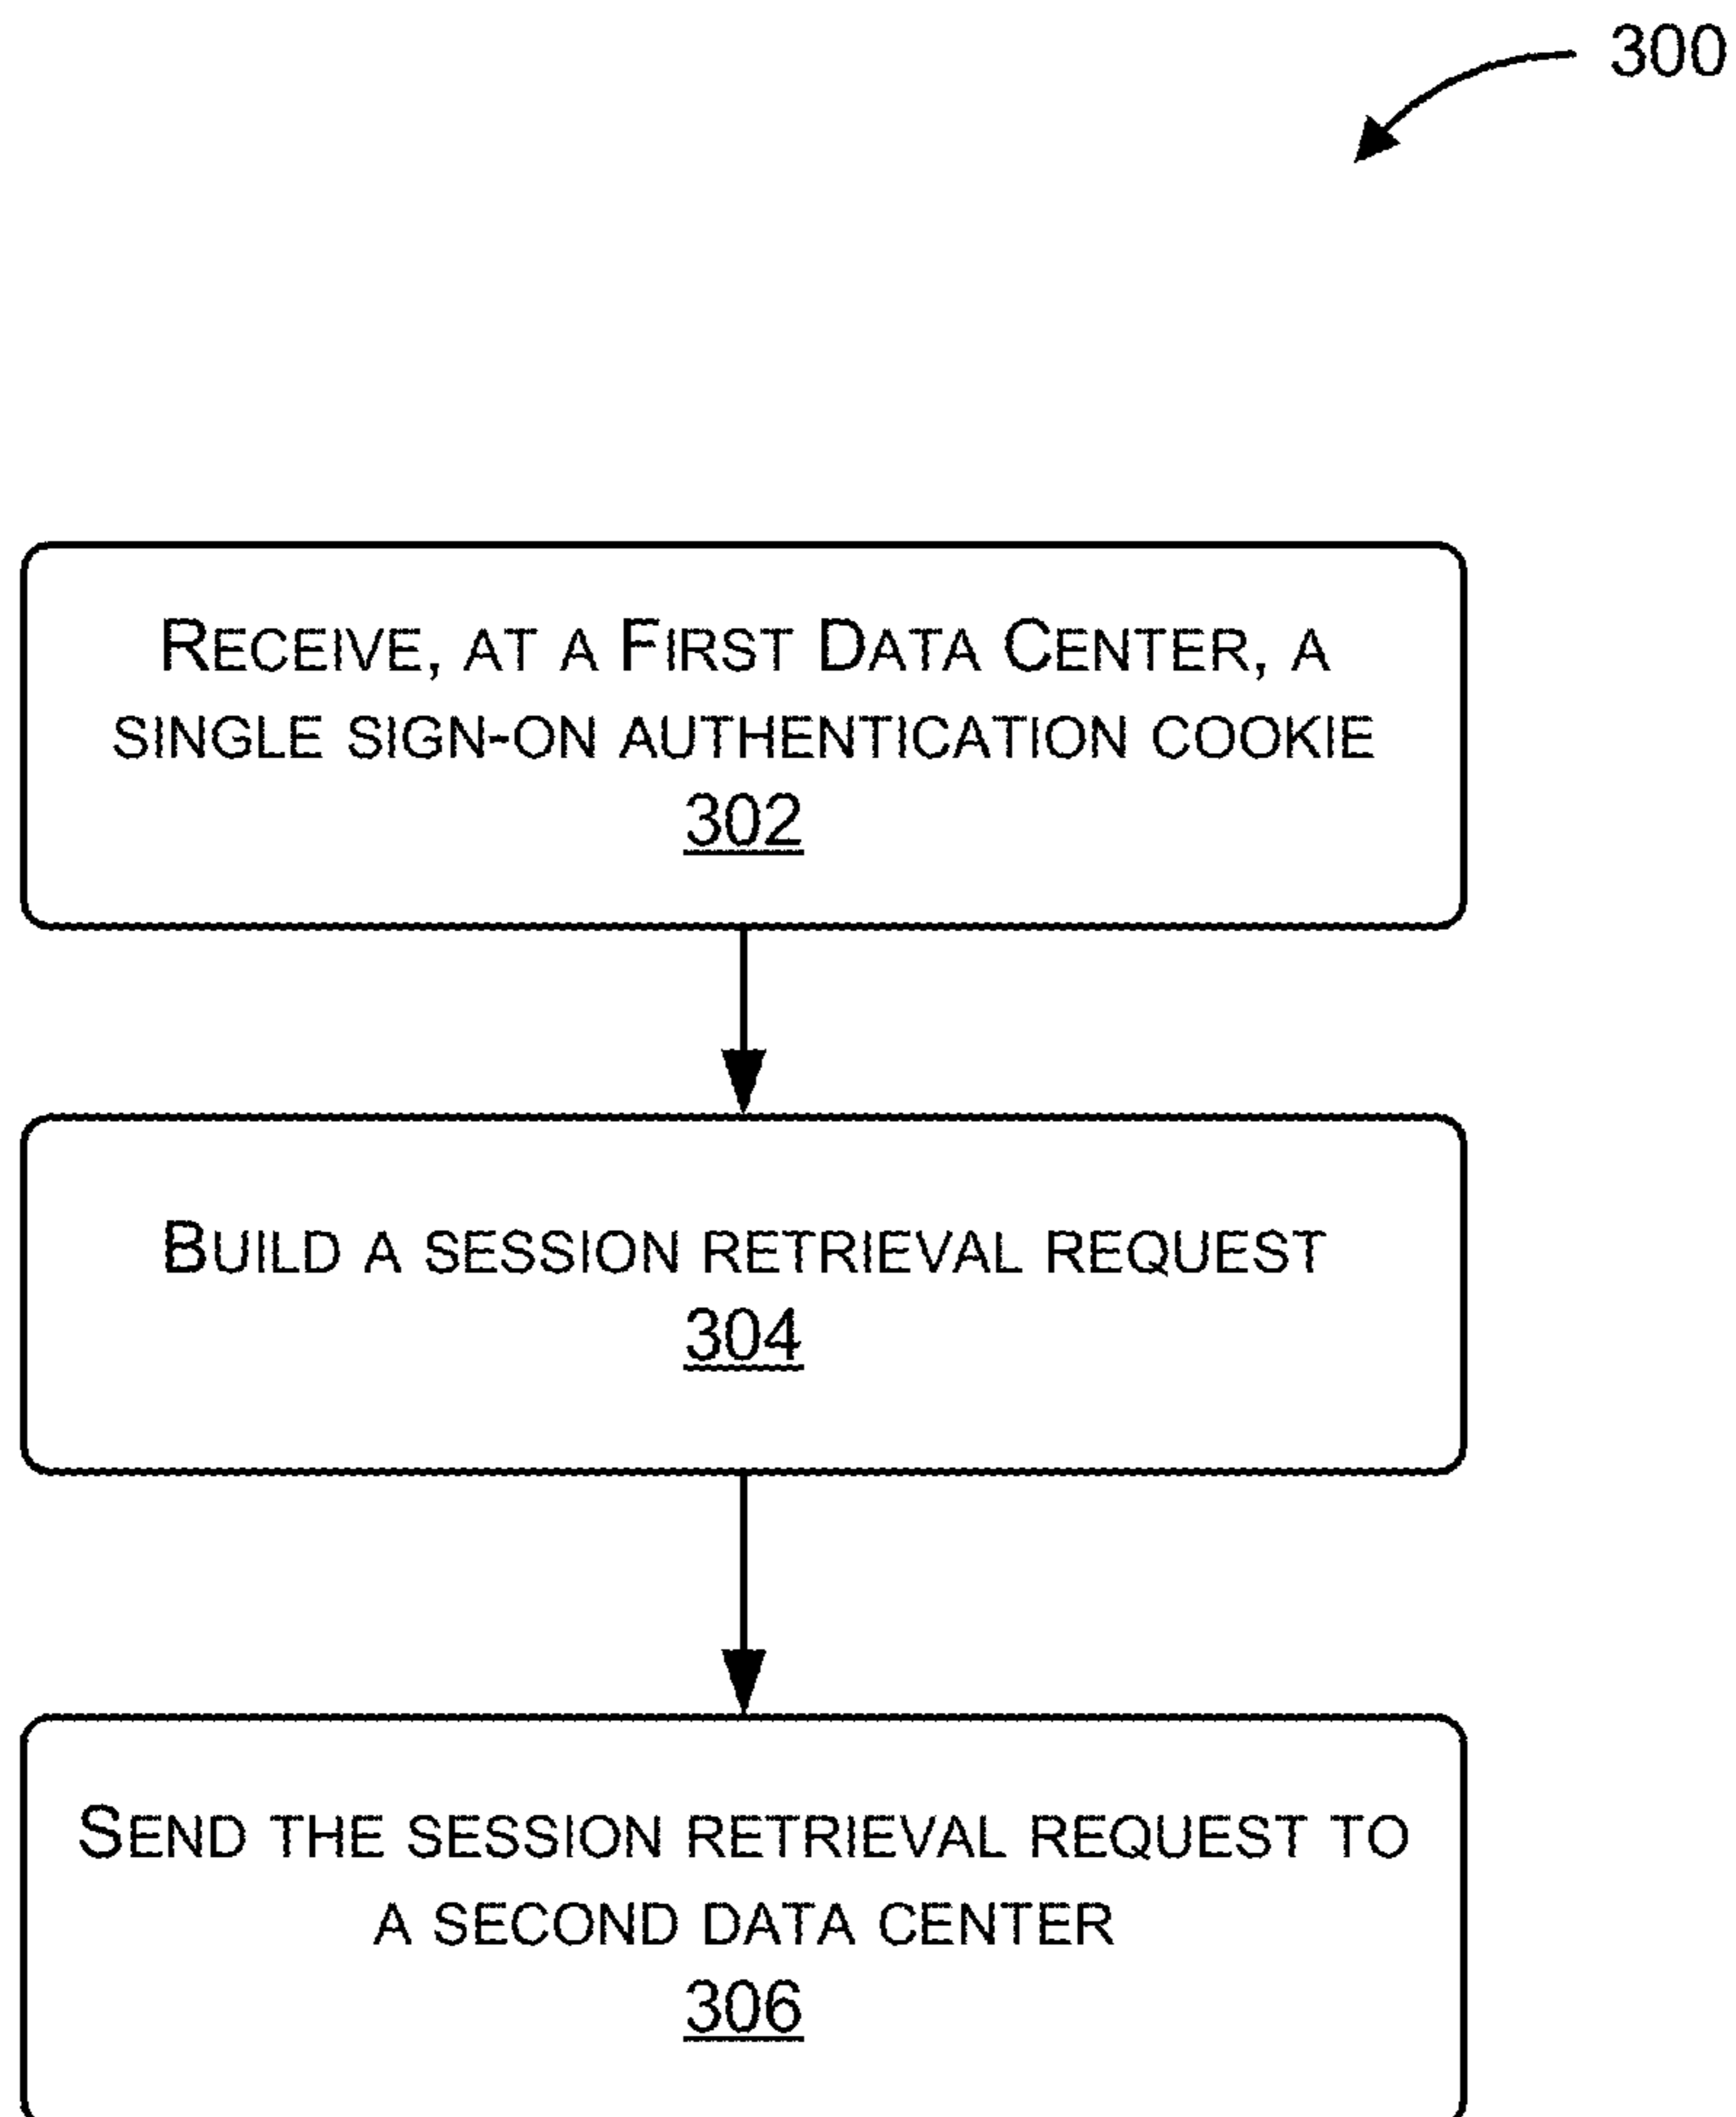 300
RECEIVE, AT A FIRST DATA CENTER, A
SINGLE SIGN-ON AUTHENTICATION COOKIE
302
BUILD A SESSION RETRIEVAL REQUEST
304
SEND THE SESSION RETRIEVAL REQUEST TO
A SECOND DATA CENTER
306